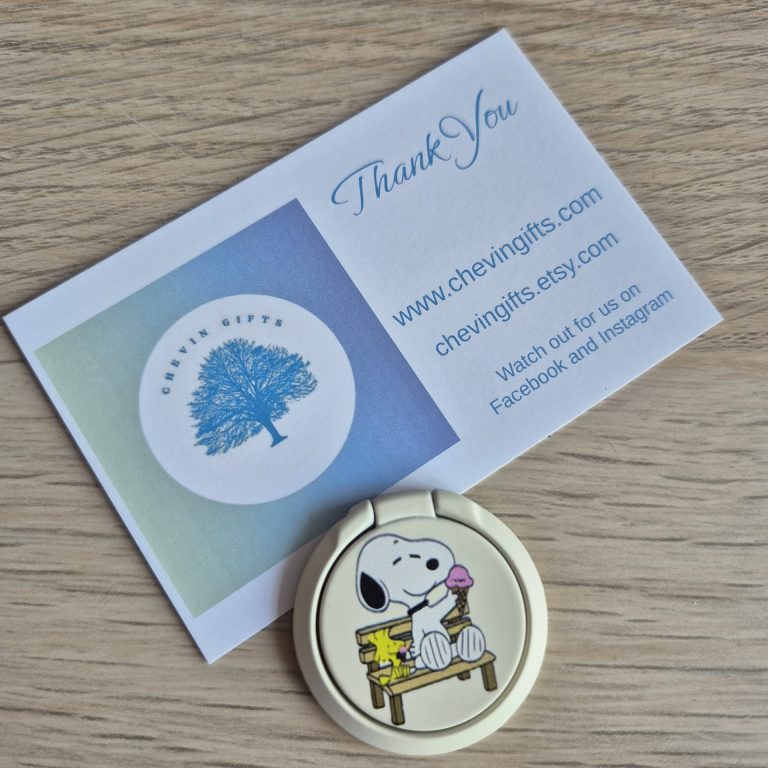 Thank You
www.chevingifts.com
chevingifts.etsy.com
Watch out for us on
Facebook and Instagram
CHEVIN GIFTS